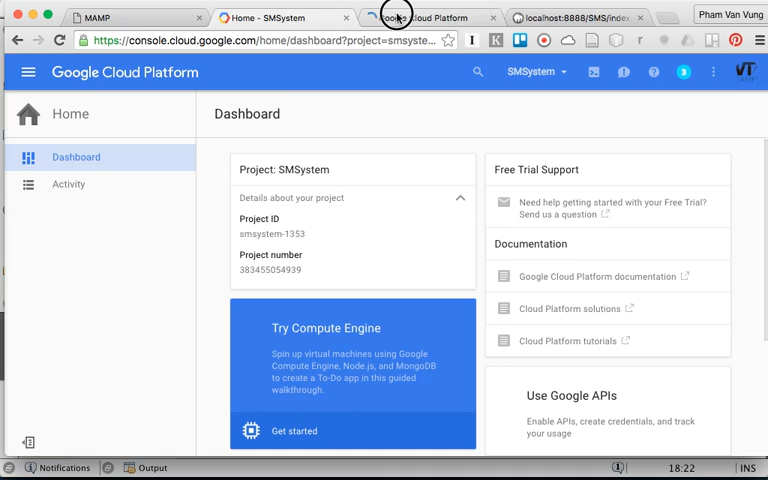 MAMP
Home - SMSystem
Google Cloud Platform
localhost:8888/SMS/index.
Pham Van Vung
https://console.cloud.google.com/home/dashboard?project=smsyste...
Google Cloud Platform
SMSystem
3
VT
Home
Dashboard
Dashboard
Activity
Project: SMSystem
Details about your project
Project ID
smsystem-1353
Project number
383455054939
Try Compute Engine
Spin up virtual machines using Google
Compute Engine, Node.js, and MongoDB
to create a To-Do app in this guided
walkthrough.
Get started
Free Trial Support
Need help getting started with your Free Trial?
Send us a question
Documentation
Google Cloud Platform documentation
Cloud Platform solutions
Cloud Platform tutorials
Use Google APIs
Enable APIs, create credentials, and track
your usage
Notifications
Output
18:22
INS